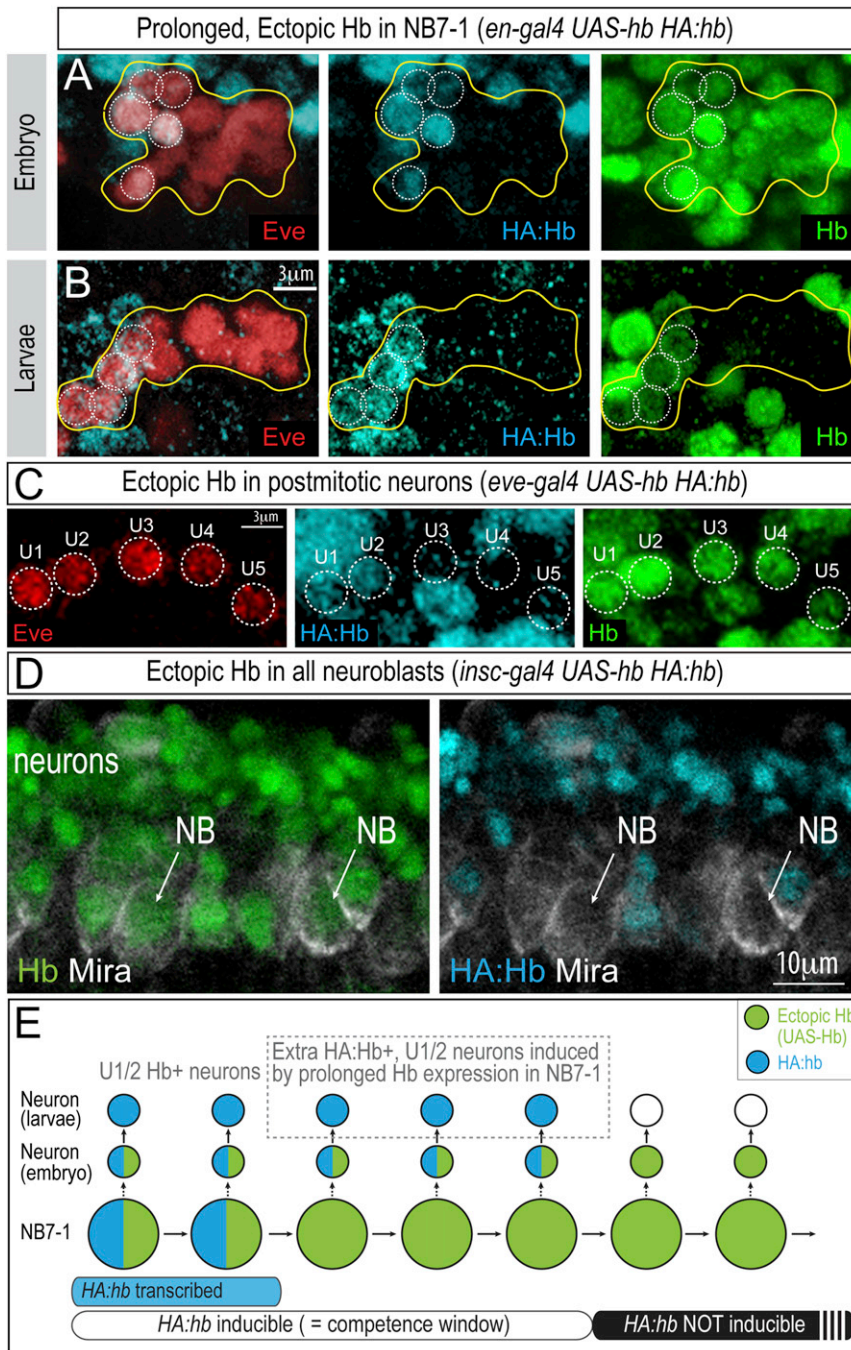 Prolonged, Ectopic Hb in NB7-1 (en-gal4 UAS-hb HA:hb)
Embryo
A
Eve
HA:Hb
Hb
Larvae
B
3μm
Eve
HA:Hb
Hb
C
Ectopic Hb in postmitotic neurons (eve-gal4 UAS-hb HA:hb)
U1
U2
U3
U4
U5
3μm
Eve
U1
U2
U3
U4
U5
HA:Hb
U1
U2
U3
U4
U5
Hb
D
Ectopic Hb in all neuroblasts (insc-gal4 UAS-hb HA:hb)
neurons
NB
NB
Hb Mira
NB
NB
HA:Hb Mira
10μm
E
Ectopic Hb
(UAS-Hb)
HA:hb
U1/2 Hb+ neurons
Extra HA:Hb+, U1/2 neurons induced
by prolonged Hb expression in NB7-1
Neuron
(larvae)
Neuron
(embryo)
NB7-1
HA:hb transcribed
HA:hb inducible ( = competence window)
HA:hb NOT inducible